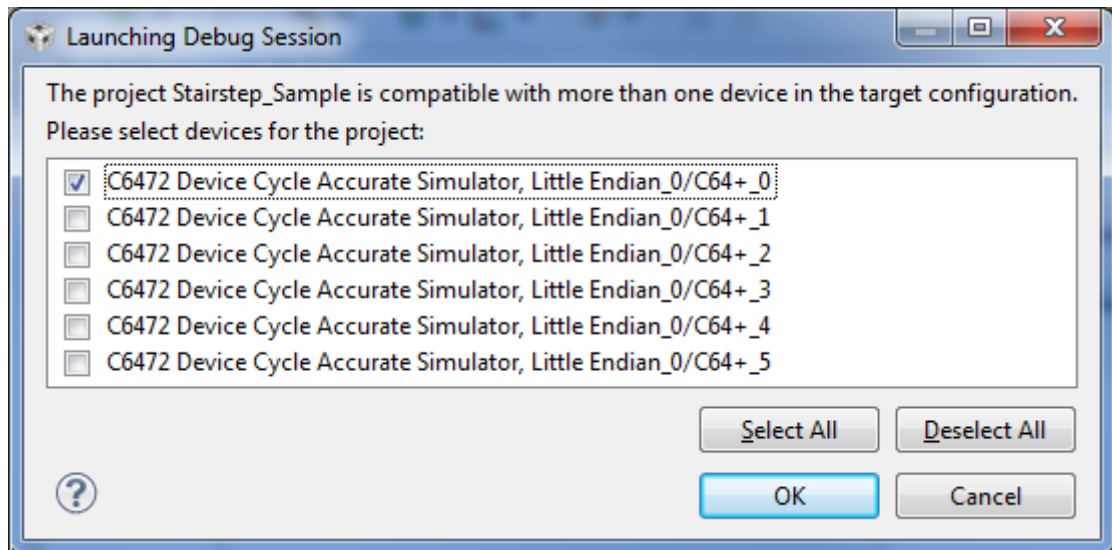 Launching Debug Session
The project Stairstep_Sample is compatible with more than one device in the target configuration.
Please select devices for the project:
C6472 Device Cycle Accurate Simulator, Little Endian_0/C64+_0
C6472 Device Cycle Accurate Simulator, Little Endian_0/C64+_1
C6472 Device Cycle Accurate Simulator, Little Endian_0/C64+_2
C6472 Device Cycle Accurate Simulator, Little Endian_0/C64+_3
C6472 Device Cycle Accurate Simulator, Little Endian_0/C64+_4
C6472 Device Cycle Accurate Simulator, Little Endian_0/C64+_5
Select All Deselect All
? OK Cancel